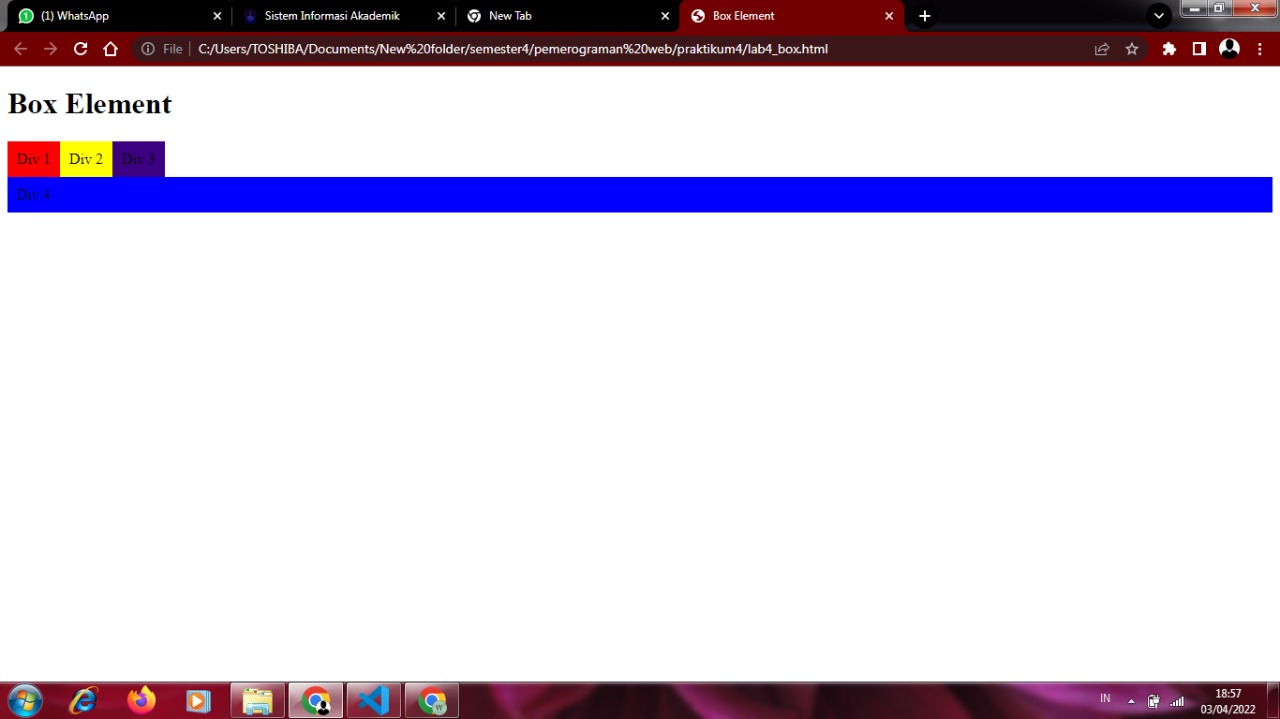 (1) WhatsApp
Sistem Informasi Akademik
New Tab
Box Element
File
C:/Users/TOSHIBA/Documents/New%20folder/semester4/pemerograman%20web/praktikum4/lab4_box.html
Box Element
Div 1
Div 2
Div 3
Div 4
IN
18:57
03/04/2022